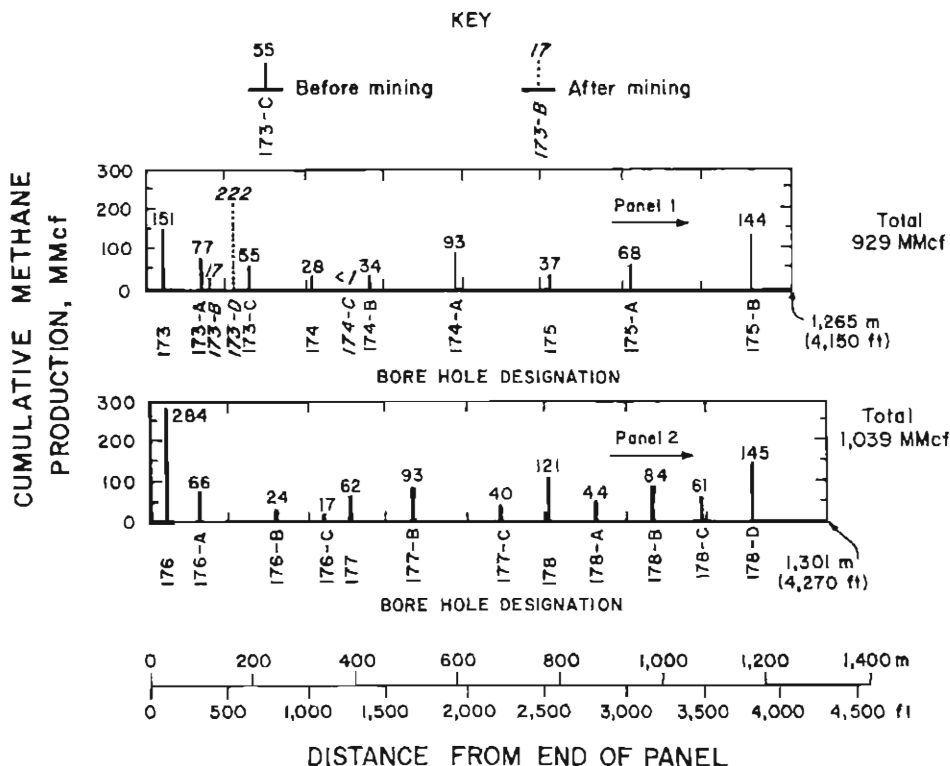 KEY
55
17
Before mining
After mining
173-C
173-B
CUMULATIVE METHANE
PRODUCTION, MMcf
300
200
100
0
151
77
17
222
55
28
<1
34
93
37
68
144
Panel 1
Total
929 MMcf
173
173-A
173-B
173-D
173-C
174
174-C
174-B
174-A
175
175-A
175-B
1,265 m
(4,150 ft)
BORE HOLE DESIGNATION
300
200
100
0
284
66
24
17
62
93
40
121
44
84
61
145
Panel 2
Total
1,039 MMcf
176
176-A
176-B
176-C
177
177-B
177-C
178
178-A
178-B
178-C
178-D
1,301 m
(4,270 ft)
BORE HOLE DESIGNATION
0 200 400 600 800 1,000 1,200 1,400 m
0 500 1,000 1,500 2,000 2,500 3,000 3,500 4,000 4,500 ft
DISTANCE FROM END OF PANEL